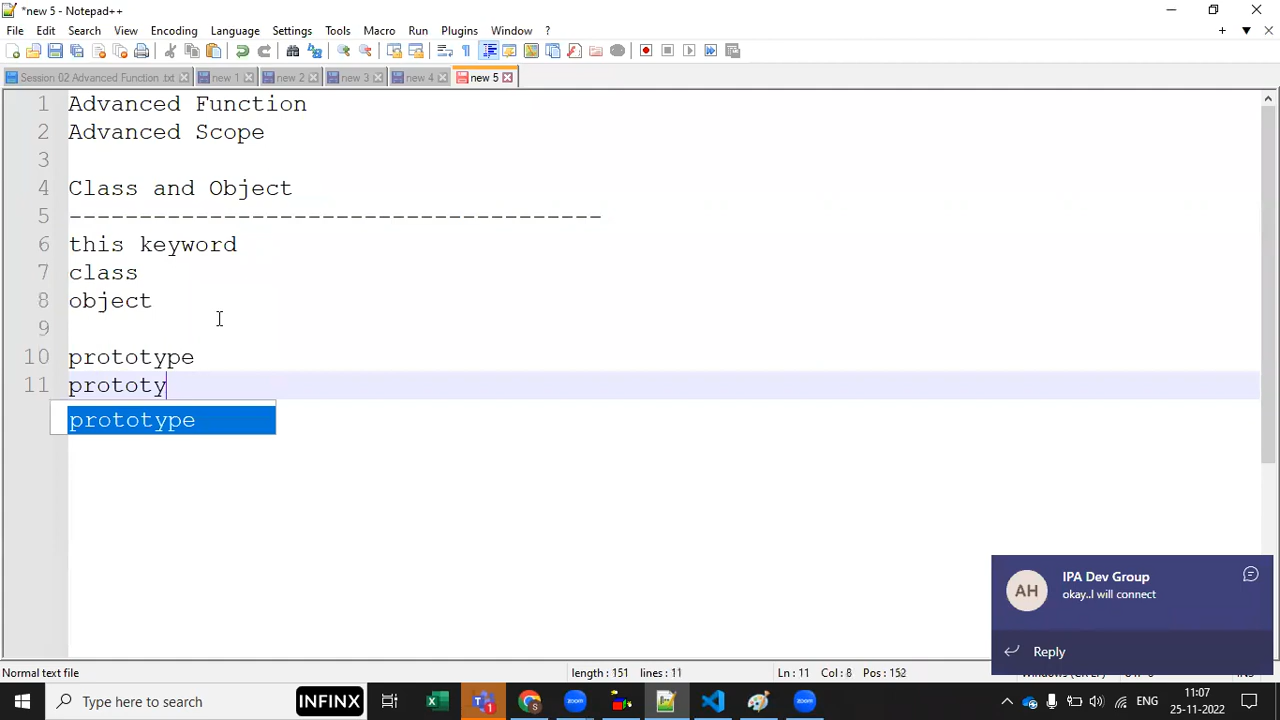 *new 5 - Notepad++
File Edit Search View Encoding Language Settings Tools Macro Run Plugins Window ?
Session 02 Advanced Function .txt new 1 new 2 new 3 new 4 new 5
1 Advanced Function
2 Advanced Scope
3
4 Class and Object
5 --------------------------------------
6 this keyword
7 class
8 object
9
10 prototype
11 prototy
prototype
AH
IPA Dev Group
okay..I will connect
Reply
Normal text file length : 151 lines : 11 Ln : 11 Col : 8 Pos : 152
Type here to search INFINX
1 zoom zoom
ENG 11:07
25-11-2022